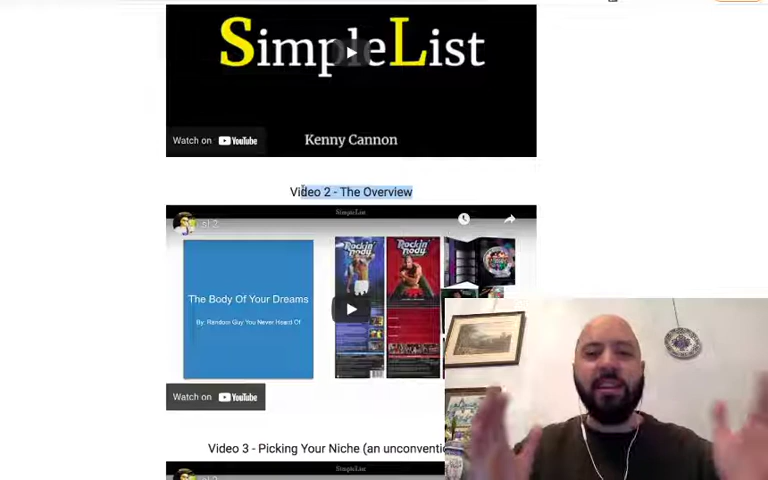 SimpleList
Watch on YouTube
Kenny Cannon
Video 2 - The Overview
SimpleList
sl 2
The Body Of Your Dreams
By: Random Guy You Never Heard Of
Rockin' Body
Rockin' Body
Watch on YouTube
Video 3 - Picking Your Niche (an unconventi
SimpleList